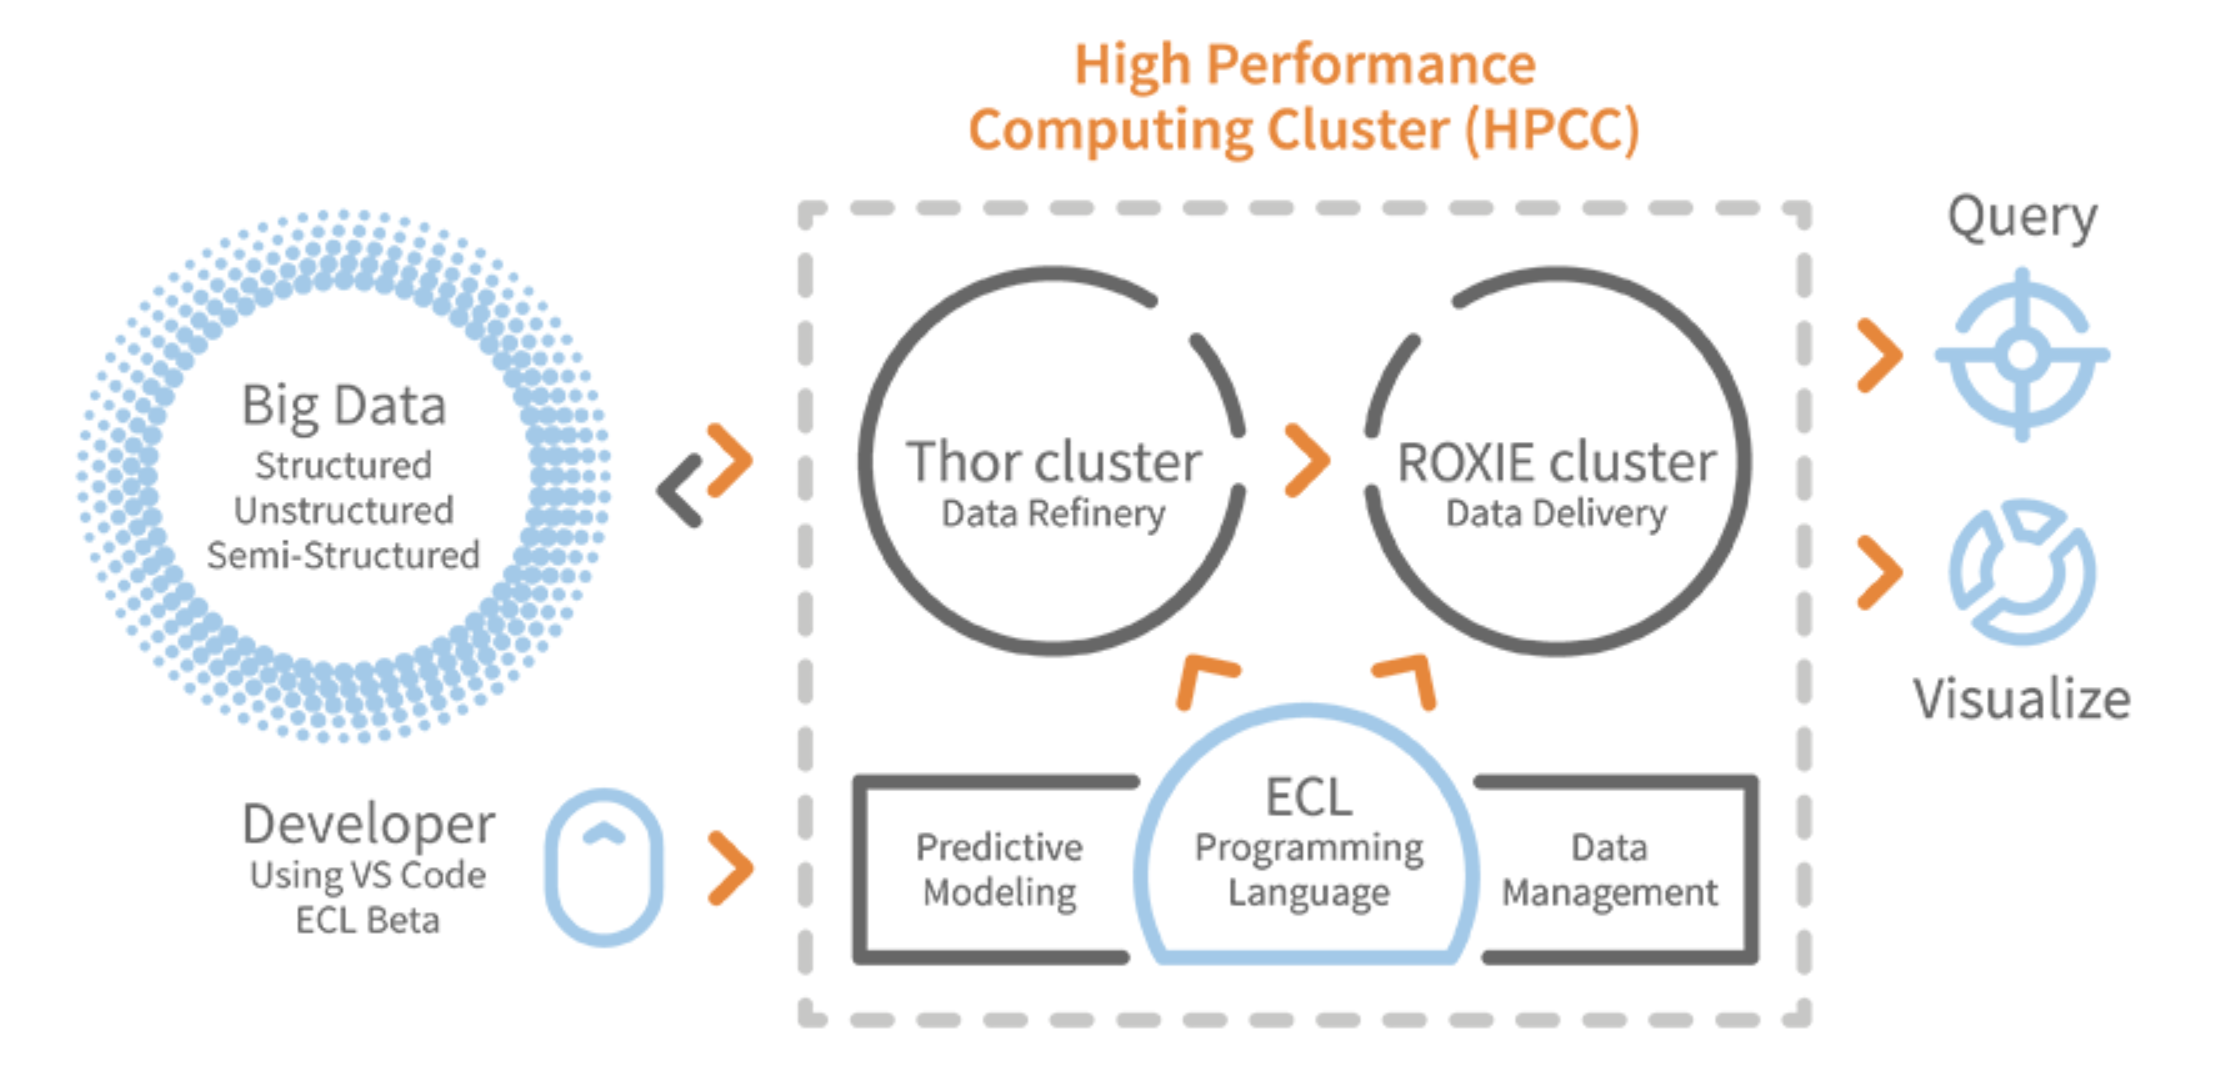 High Performance
Computing Cluster (HPCC)
Big Data
Structured
Unstructured
Semi-Structured
Developer
Using VS Code
ECL Beta
Thor cluster
Data Refinery
ROXIE cluster
Data Delivery
Predictive
Modeling
ECL
Programming
Language
Data
Management
Query
Visualize